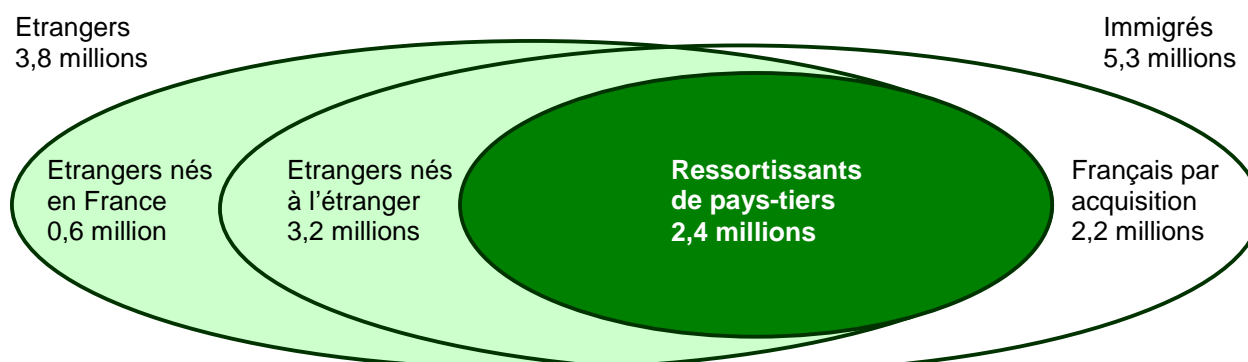 Etrangers
3,8 millions
Immigrés
5,3 millions
Etrangers nés
en France
0,6 million
Etrangers nés
à l’étranger
3,2 millions
Ressortissants
de pays-tiers
2,4 millions
Français par
acquisition
2,2 millions